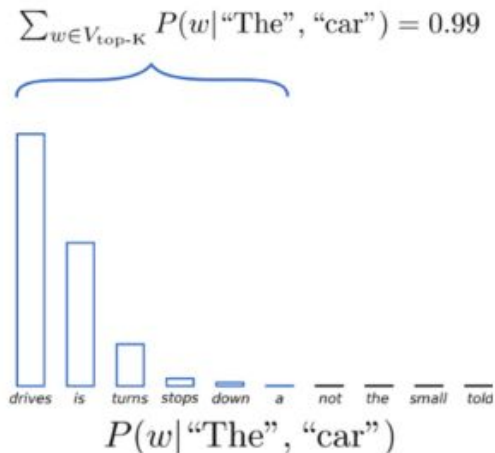 ∑w∈Vtop-K P(w|“The”, “car”) = 0.99
drives is turns stops down a not the small told
P(w|“The”, “car”)